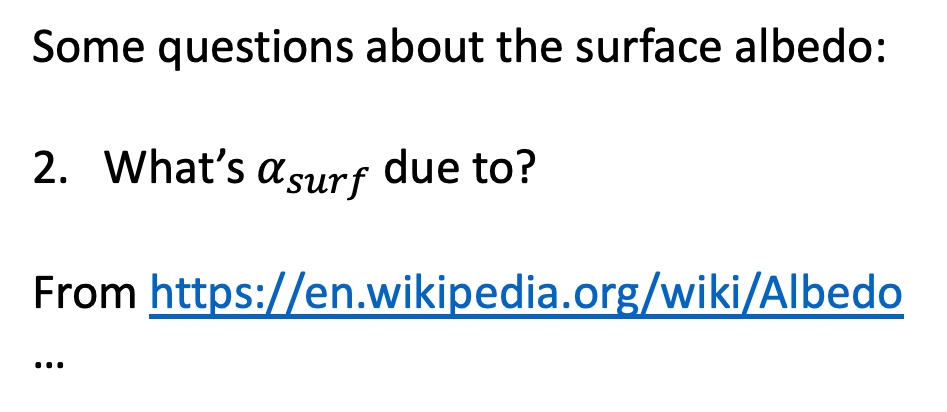 Some questions about the surface albedo:
2. What's α_surf due to?
From https://en.wikipedia.org/wiki/Albedo
...